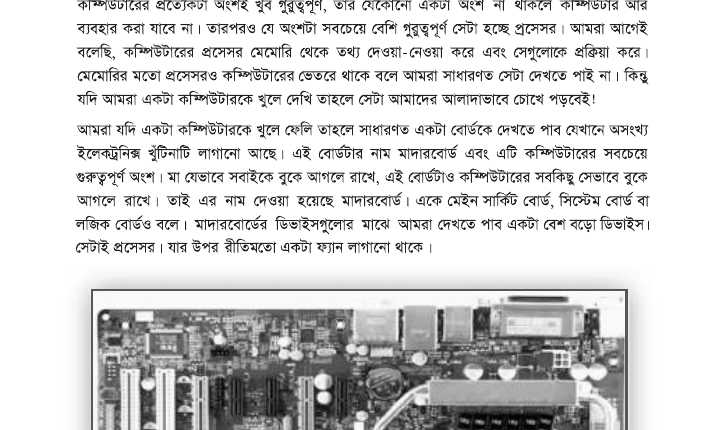 কম্পিউটারের প্রত্যেকটা অংশই খুব গুরুত্বপূর্ণ, তার যেকোনো একটা অংশ না থাকলে কম্পিউটার আর
ব্যবহার করা যাবে না। তারপরও যে অংশটা সবচেয়ে বেশি গুরুত্বপূর্ণ সেটা হচ্ছে প্রসেসর। আমরা আগেই
বলেছি, কম্পিউটারের প্রসেসর মেমোরি থেকে তথ্য দেওয়া-নেওয়া করে এবং সেগুলোকে প্রক্রিয়া করে।
মেমোরির মতো প্রসেসরও কম্পিউটারের ভেতরে থাকে বলে আমরা সাধারণত সেটা দেখতে পাই না। কিন্তু
যদি আমরা একটা কম্পিউটারকে খুলে দেখি তাহলে সেটা আমাদের আলাদাভাবে চোখে পড়বেই!
আমরা যদি একটা কম্পিউটারকে খুলে ফেলি তাহলে সাধারণত একটা বোর্ডকে দেখতে পাব যেখানে অসংখ্য
ইলেকট্রনিক্স খুঁটিনাটি লাগানো আছে। এই বোর্ডটার নাম মাদারবোর্ড এবং এটি কম্পিউটারের সবচেয়ে
গুরুত্বপূর্ণ অংশ। মা যেভাবে সবাইকে বুকে আগলে রাখে, এই বোর্ডটাও কম্পিউটারের সবকিছু সেভাবে বুকে
আগলে রাখে। তাই এর নাম দেওয়া হয়েছে মাদারবোর্ড। একে মেইন সার্কিট বোর্ড, সিস্টেম বোর্ড বা
লজিক বোর্ডও বলে। মাদারবোর্ডের ডিভাইসগুলোর মাঝে আমরা দেখতে পাব একটা বেশ বড়ো ডিভাইস।
সেটাই প্রসেসর। যার উপর রীতিমতো একটা ফ্যান লাগানো থাকে।